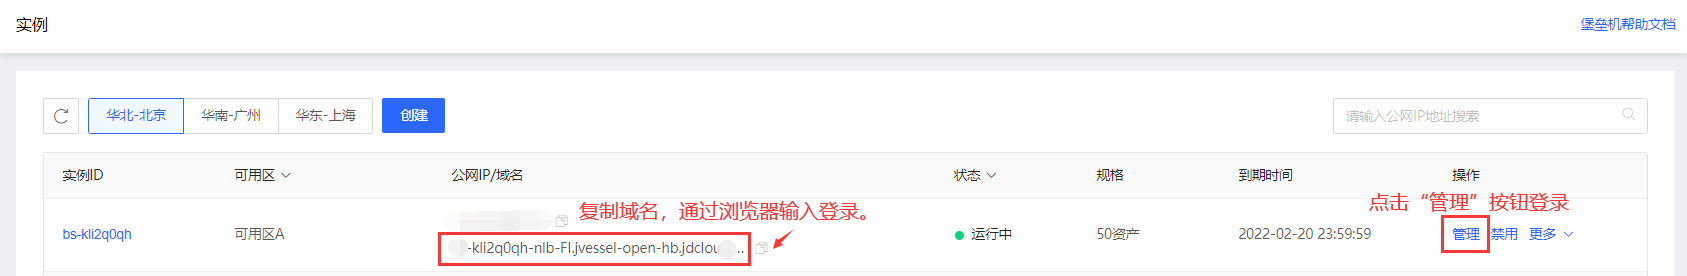 实例
堡垒机帮助文档
华北-北京 华南-广州 华东-上海 创建
请输入公网IP地址搜索
实例ID 可用区 公网IP/域名 状态 规格 到期时间 操作
复制域名，通过浏览器输入登录。
点击“管理”按钮登录
bs-kli2q0qh 可用区A -kli2q0qh-nlb-FI.jvessel-open-hb.jdclou .. 运行中 50资产 2022-02-20 23:59:59 管理 禁用 更多